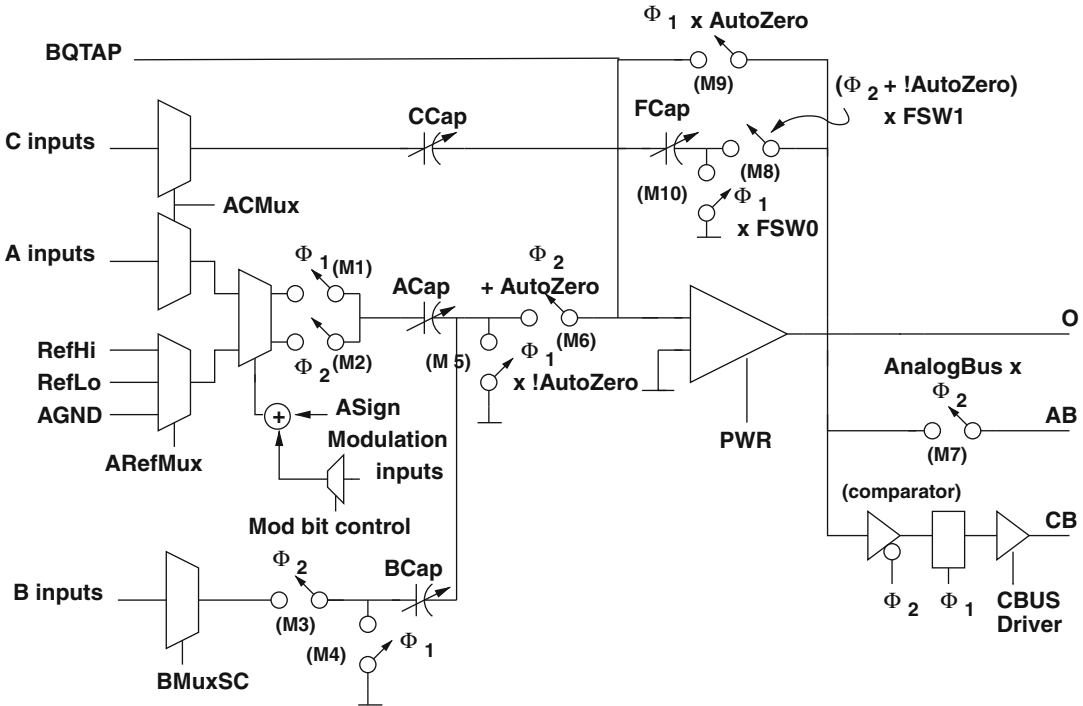 Φ 1 x AutoZero
BQTAP
(M9)
(Φ 2 + !AutoZero)
x FSW1
CCap
FCap
C inputs
(M8)
(M10)
Φ 1
x FSW0
ACMux
A inputs
Φ 1
(M1)
ACap
Φ 2
+ AutoZero
RefHi
RefLo
AGND
Φ 2
(M2)
(M 5)
Φ 1
x !AutoZero
(M6)
O
AnalogBus x
Φ 2
AB
(M7)
+
ASign
Modulation
inputs
PWR
ARefMux
Mod bit control
(comparator)
CB
Φ 2
BCap
B inputs
(M3)
(M4)
Φ 1
Φ 2
Φ 1
CBUS
Driver
BMuxSC